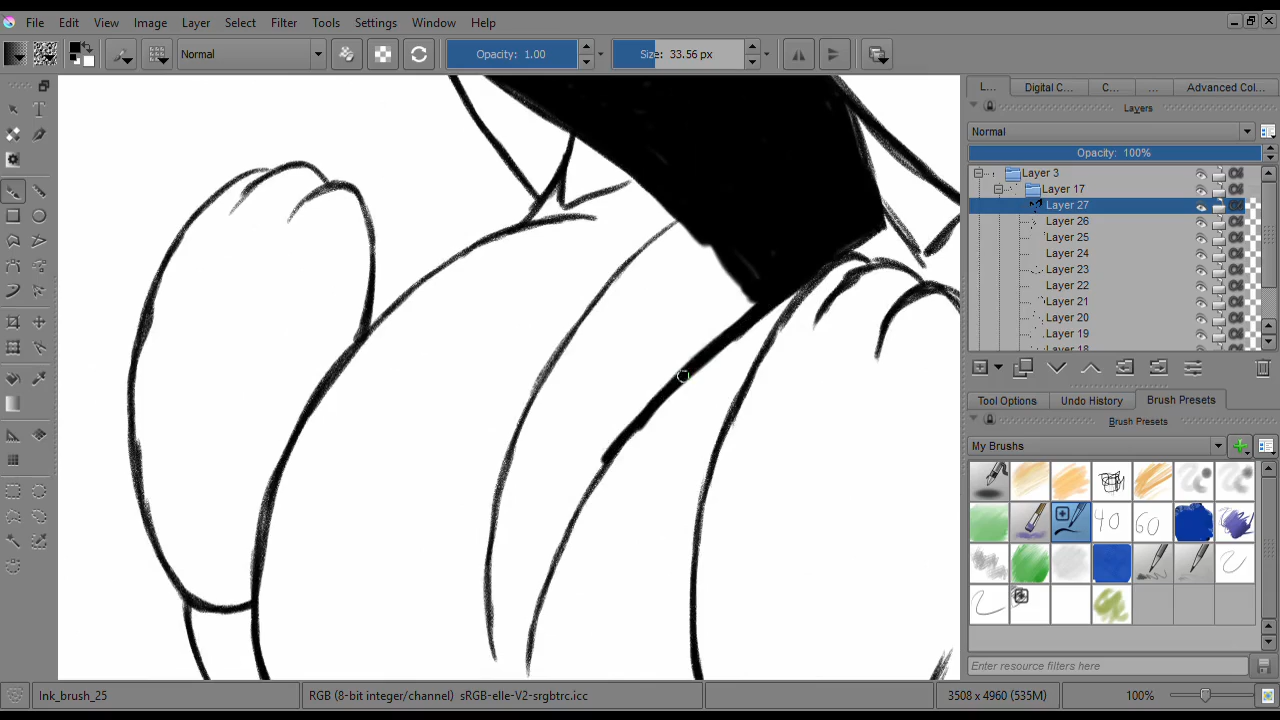 File Edit View Image Layer Select Filter Tools Settings Window Help
Normal Opacity: 1.00 Size: 33.56 px
L... Digital C... C... ... Advanced Col...
Layers
Normal
Opacity: 100%
Layer 3
Layer 17
Layer 27
Layer 26
Layer 25
Layer 24
Layer 23
Layer 22
Layer 21
Layer 20
Layer 19
Layer 18
Tool Options Undo History Brush Presets
Brush Presets
My Brushs
40 60
Enter resource filters here
Ink_brush_25 RGB (8-bit integer/channel) sRGB-elle-V2-srgbtrc.icc 3508 x 4960 (535M) 100%